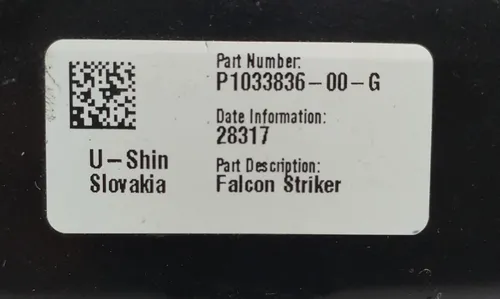 Part Number:
P1033836-00-G
Date Information:
28317
U-Shin
Slovakia
Part Description:
Falcon Striker